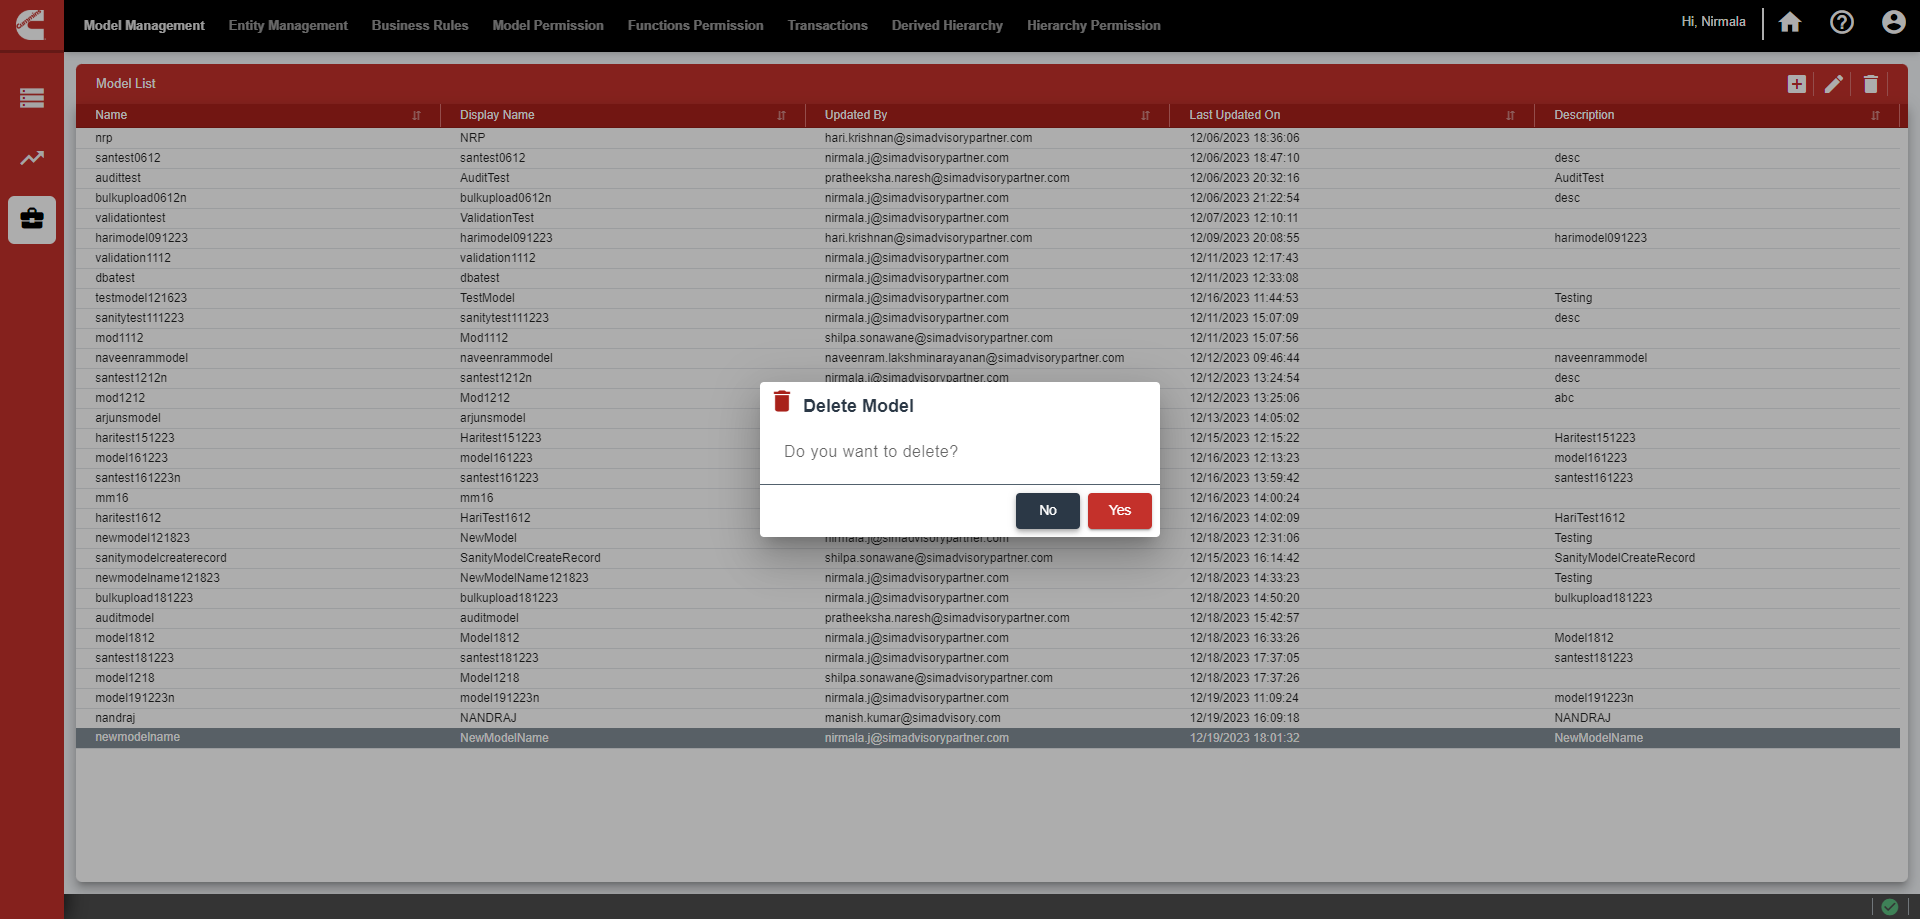 Model Management Entity Management Business Rules Model Permission Functions Permission Transactions Derived Hierarchy Hierarchy Permission Hi, Nirmala
Model List
Name Display Name Updated By Last Updated On Description
nrp NRP hari.krishnan@simadvisorypartner.com 12/06/2023 18:36:06
santest0612 santest0612 nirmala.j@simadvisorypartner.com 12/06/2023 18:47:10 desc
audittest AuditTest pratheeksha.naresh@simadvisorypartner.com 12/06/2023 20:32:16 AuditTest
bulkupload0612n bulkupload0612n nirmala.j@simadvisorypartner.com 12/06/2023 21:22:54 desc
validationtest ValidationTest nirmala.j@simadvisorypartner.com 12/07/2023 12:10:11
harimodel091223 harimodel091223 hari.krishnan@simadvisorypartner.com 12/09/2023 20:08:55 harimodel091223
validation1112 validation1112 nirmala.j@simadvisorypartner.com 12/11/2023 12:17:43
dbatest dbatest nirmala.j@simadvisorypartner.com 12/11/2023 12:33:08
testmodel121623 TestModel nirmala.j@simadvisorypartner.com 12/16/2023 11:44:53 Testing
sanitytest111223 sanitytest111223 nirmala.j@simadvisorypartner.com 12/11/2023 15:07:09 desc
mod1112 Mod1112 shilpa.sonawane@simadvisorypartner.com 12/11/2023 15:07:56
naveenrammodel naveenrammodel naveenram.lakshminarayanan@simadvisorypartner.com 12/12/2023 09:46:44 naveenrammodel
santest1212n santest1212n nirmala.j@simadvisorypartner.com 12/12/2023 13:24:54 desc
mod1212 Mod1212 12/12/2023 13:25:06 abc
arjunsmodel arjunsmodel 12/13/2023 14:05:02
haritest151223 Haritest151223 12/15/2023 12:15:22 Haritest151223
model161223 model161223 12/16/2023 12:13:23 model161223
santest161223n santest161223 12/16/2023 13:59:42 santest161223
mm16 mm16 12/16/2023 14:00:24
haritest1612 HariTest1612 12/16/2023 14:02:09 HariTest1612
newmodel121823 NewModel nirmala.j@simadvisorypartner.com 12/18/2023 12:31:06 Testing
sanitymodelcreaterecord SanityModelCreateRecord shilpa.sonawane@simadvisorypartner.com 12/15/2023 16:14:42 SanityModelCreateRecord
newmodelname121823 NewModelName121823 nirmala.j@simadvisorypartner.com 12/18/2023 14:33:23 Testing
bulkupload181223 bulkupload181223 nirmala.j@simadvisorypartner.com 12/18/2023 14:50:20 bulkupload181223
auditmodel auditmodel pratheeksha.naresh@simadvisorypartner.com 12/18/2023 15:42:57
model1812 Model1812 nirmala.j@simadvisorypartner.com 12/18/2023 16:33:26 Model1812
santest181223 santest181223 nirmala.j@simadvisorypartner.com 12/18/2023 17:37:05 santest181223
model1218 Model1218 shilpa.sonawane@simadvisorypartner.com 12/18/2023 17:37:26
model191223n model191223n nirmala.j@simadvisorypartner.com 12/19/2023 11:09:24 model191223n
nandraj NANDRAJ manish.kumar@simadvisory.com 12/19/2023 16:09:18 NANDRAJ
newmodelname NewModelName nirmala.j@simadvisorypartner.com 12/19/2023 18:01:32 NewModelName
Delete Model
Do you want to delete?
No Yes